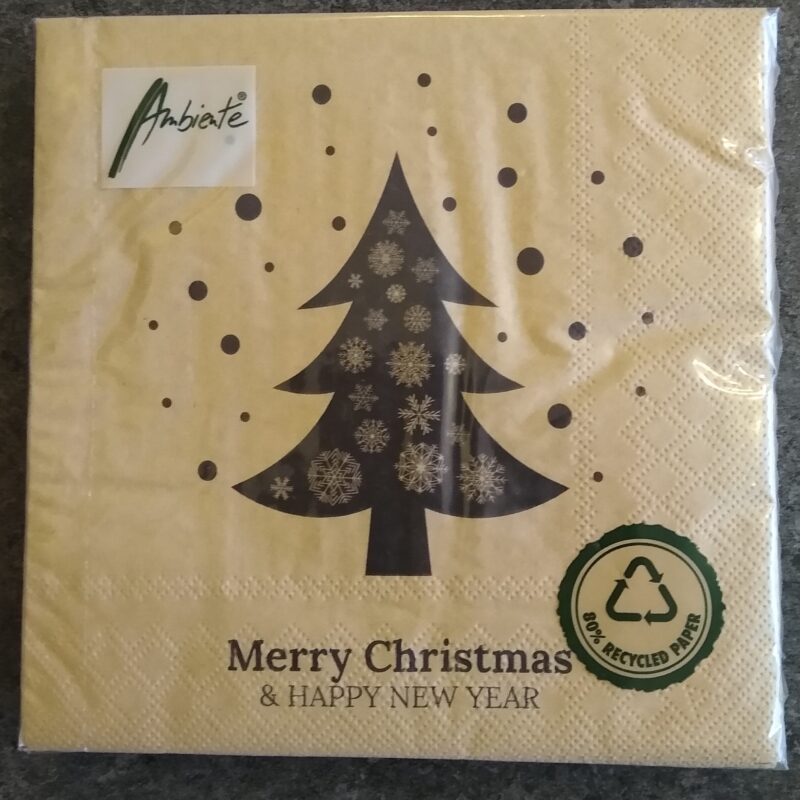 Ambiente®
Merry Christmas
& HAPPY NEW YEAR
80% RECYCLED PAPER